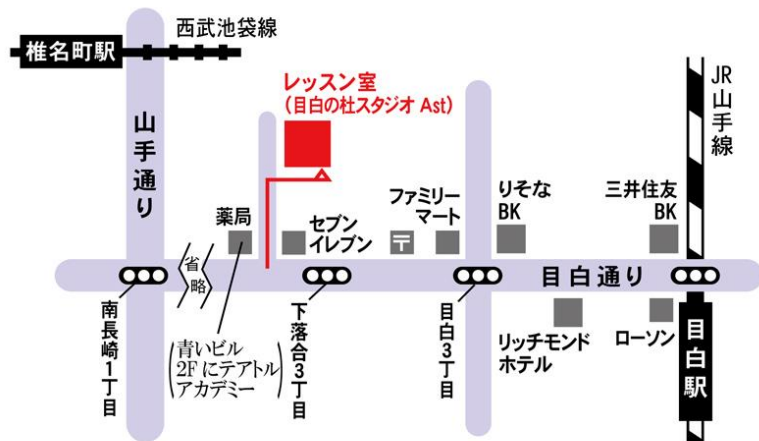 西武池袋線
椎名町駅
レッスン室
(目白の杜スタジオ Ast)
JR山手線
山手通り
薬局
セブン
イレブン
〒
ファミリー
マート
りそな
BK
三井住友
BK
省略
目白通り
南長崎1丁目
(青いビル
2Fにテアトル
アカデミー)
下落合3丁目
目白3丁目
リッチモンド
ホテル
ローソン
目白駅